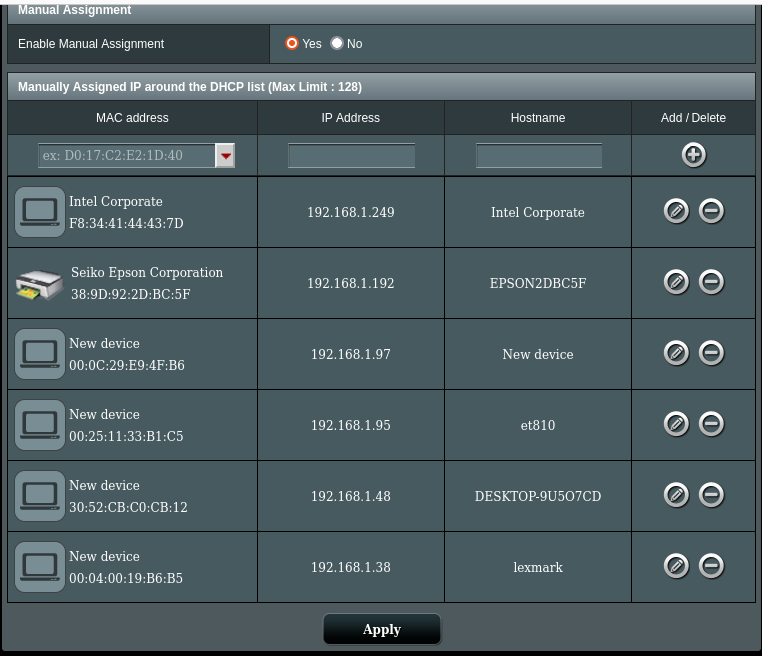 Manual Assignment
Enable Manual Assignment Yes No
Manually Assigned IP around the DHCP list (Max Limit : 128)
MAC address IP Address Hostname Add / Delete
ex: D0:17:C2:E2:1D:40
Intel Corporate
F8:34:41:44:43:7D 192.168.1.249 Intel Corporate
Seiko Epson Corporation
38:9D:92:2D:BC:5F 192.168.1.192 EPSON2DBC5F
New device
00:0C:29:E9:4F:B6 192.168.1.97 New device
New device
00:25:11:33:B1:C5 192.168.1.95 et810
New device
30:52:CB:C0:CB:12 192.168.1.48 DESKTOP-9U5O7CD
New device
00:04:00:19:B6:B5 192.168.1.38 lexmark
Apply